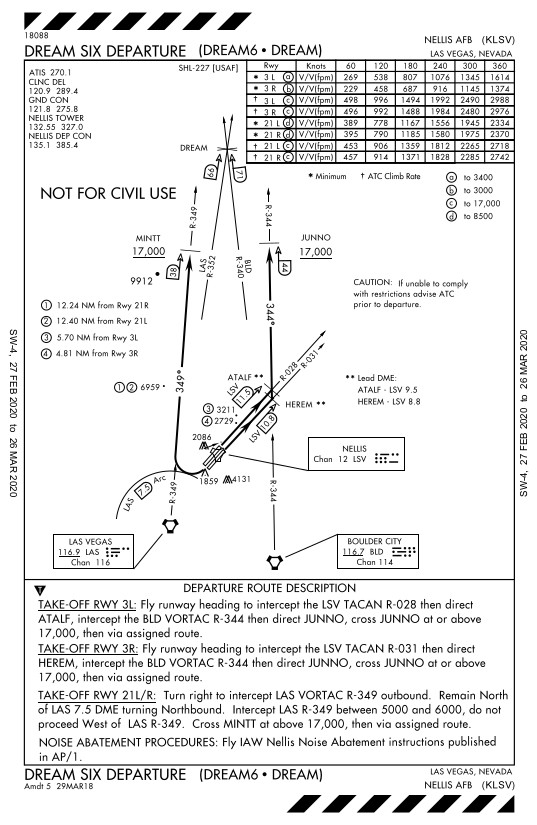 18088
DREAM SIX DEPARTURE (DREAM6 • DREAM)
NELLIS AFB (KLSV)
LAS VEGAS, NEVADA
SHL-227 [USAF]
ATIS 270.1
CLNC DEL
120.9 289.4
GND CON
121.8 275.8
NELLIS TOWER
132.55 327.0
NELLIS DEP CON
135.1 385.4
Rwy Knots 60 120 180 240 300 360
* 3 L a V/V(fpm) 269 538 807 1076 1345 1614
* 3 R b V/V(fpm) 229 458 687 916 1145 1374
† 3 L c V/V(fpm) 498 996 1494 1992 2490 2988
† 3 R c V/V(fpm) 496 992 1488 1984 2480 2976
* 21 L d V/V(fpm) 389 778 1167 1556 1945 2334
* 21 R d V/V(fpm) 395 790 1185 1580 1975 2370
† 21 L c V/V(fpm) 453 906 1359 1812 2265 2718
† 21 R c V/V(fpm) 457 914 1371 1828 2285 2742
* Minimum † ATC Climb Rate
a to 3400
b to 3000
c to 17,000
d to 8500
DREAM
66
71
NOT FOR CIVIL USE
R-349
R-344
MINTT
17,000
JUNNO
17,000
9912
38
44
LAS
R-352
BLD
R-340
CAUTION: If unable to comply
with restrictions advise ATC
prior to departure.
1 12.24 NM from Rwy 21R
2 12.40 NM from Rwy 21L
3 5.70 NM from Rwy 3L
4 4.81 NM from Rwy 3R
344°
349°
1 2 6959
R-028
R-031
ATALF **
LSV
11.5
HEREM **
** Lead DME:
ATALF - LSV 9.5
HEREM - LSV 8.8
3 3211
4 2729
LSV
10.8
2086
1859
4131
NELLIS
Chan 12 LSV
LAS 7.5 Arc
R-349
R-344
LAS VEGAS
116.9 LAS
Chan 116
BOULDER CITY
116.7 BLD
Chan 114
SW-4, 27 FEB 2020 to 26 MAR 2020
SW-4, 27 FEB 2020 to 26 MAR 2020
T
DEPARTURE ROUTE DESCRIPTION
TAKE-OFF RWY 3L: Fly runway heading to intercept the LSV TACAN R-028 then direct
ATALF, intercept the BLD VORTAC R-344 then direct JUNNO, cross JUNNO at or above
17,000, then via assigned route.
TAKE-OFF RWY 3R: Fly runway heading to intercept the LSV TACAN R-031 then direct
HEREM, intercept the BLD VORTAC R-344 then direct JUNNO, cross JUNNO at or above
17,000, then via assigned route.
TAKE-OFF RWY 21L/R: Turn right to intercept LAS VORTAC R-349 outbound. Remain North
of LAS 7.5 DME turning Northbound. Intercept LAS R-349 between 5000 and 6000, do not
proceed West of LAS R-349. Cross MINTT at above 17,000, then via assigned route.
NOISE ABATEMENT PROCEDURES: Fly IAW Nellis Noise Abatement instructions published
in AP/1.
DREAM SIX DEPARTURE (DREAM6 • DREAM)
Amdt 5 29MAR18
LAS VEGAS, NEVADA
NELLIS AFB (KLSV)